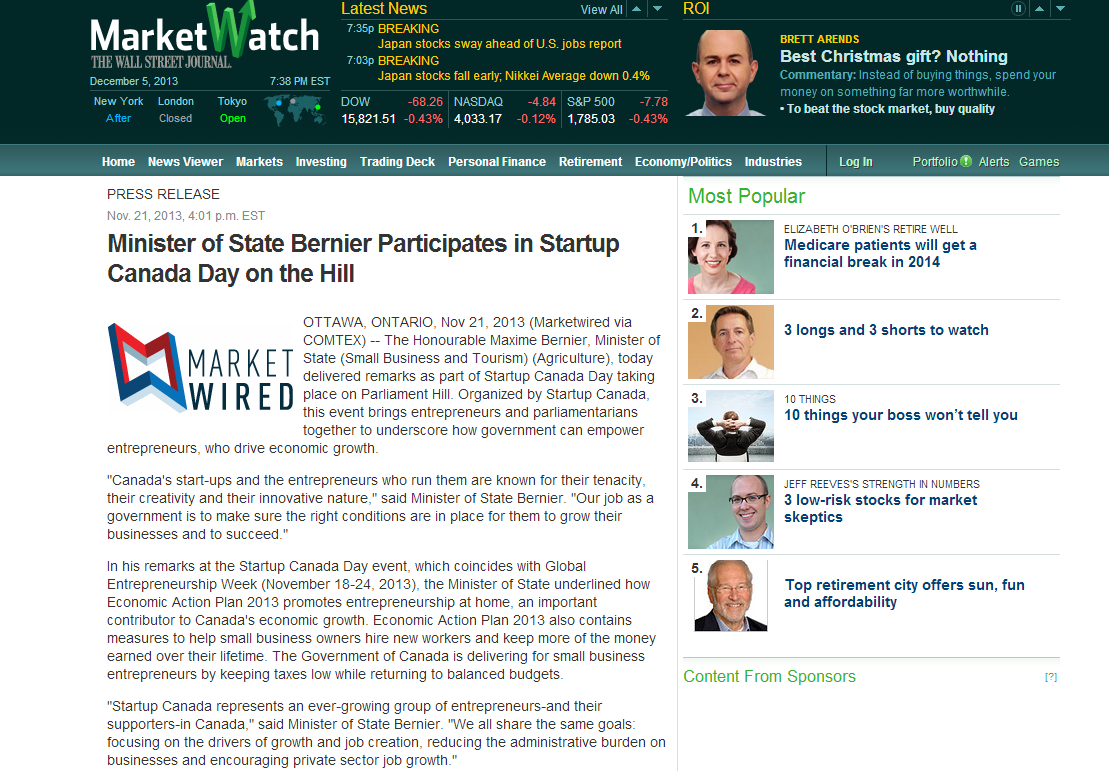 MarketWatch
THE WALL STREET JOURNAL.
December 5, 2013 7:38 PM EST
New York London Tokyo
After Closed Open
Latest News View All
7:35p BREAKING
Japan stocks sway ahead of U.S. jobs report
7:03p BREAKING
Japan stocks fall early; Nikkei Average down 0.4%
DOW -68.26 NASDAQ -4.84 S&P 500 -7.78
15,821.51 -0.43% 4,033.17 -0.12% 1,785.03 -0.43%
ROI
BRETT ARENDS
Best Christmas gift? Nothing
Commentary: Instead of buying things, spend your
money on something far more worthwhile.
• To beat the stock market, buy quality
Home News Viewer Markets Investing Trading Deck Personal Finance Retirement Economy/Politics Industries Log In Portfolio ! Alerts Games
PRESS RELEASE
Nov. 21, 2013, 4:01 p.m. EST
Minister of State Bernier Participates in Startup
Canada Day on the Hill
MARKET
WIRED
OTTAWA, ONTARIO, Nov 21, 2013 (Marketwired via
COMTEX) -- The Honourable Maxime Bernier, Minister of
State (Small Business and Tourism) (Agriculture), today
delivered remarks as part of Startup Canada Day taking
place on Parliament Hill. Organized by Startup Canada,
this event brings entrepreneurs and parliamentarians
together to underscore how government can empower
entrepreneurs, who drive economic growth.
"Canada's start-ups and the entrepreneurs who run them are known for their tenacity,
their creativity and their innovative nature," said Minister of State Bernier. "Our job as a
government is to make sure the right conditions are in place for them to grow their
businesses and to succeed."
In his remarks at the Startup Canada Day event, which coincides with Global
Entrepreneurship Week (November 18-24, 2013), the Minister of State underlined how
Economic Action Plan 2013 promotes entrepreneurship at home, an important
contributor to Canada's economic growth. Economic Action Plan 2013 also contains
measures to help small business owners hire new workers and keep more of the money
earned over their lifetime. The Government of Canada is delivering for small business
entrepreneurs by keeping taxes low while returning to balanced budgets.
"Startup Canada represents an ever-growing group of entrepreneurs-and their
supporters-in Canada," said Minister of State Bernier. "We all share the same goals:
focusing on the drivers of growth and job creation, reducing the administrative burden on
businesses and encouraging private sector job growth."
Most Popular
1. ELIZABETH O'BRIEN'S RETIRE WELL
Medicare patients will get a
financial break in 2014
2. 3 longs and 3 shorts to watch
3. 10 THINGS
10 things your boss won't tell you
4. JEFF REEVES'S STRENGTH IN NUMBERS
3 low-risk stocks for market
skeptics
5. Top retirement city offers sun, fun
and affordability
Content From Sponsors [?]